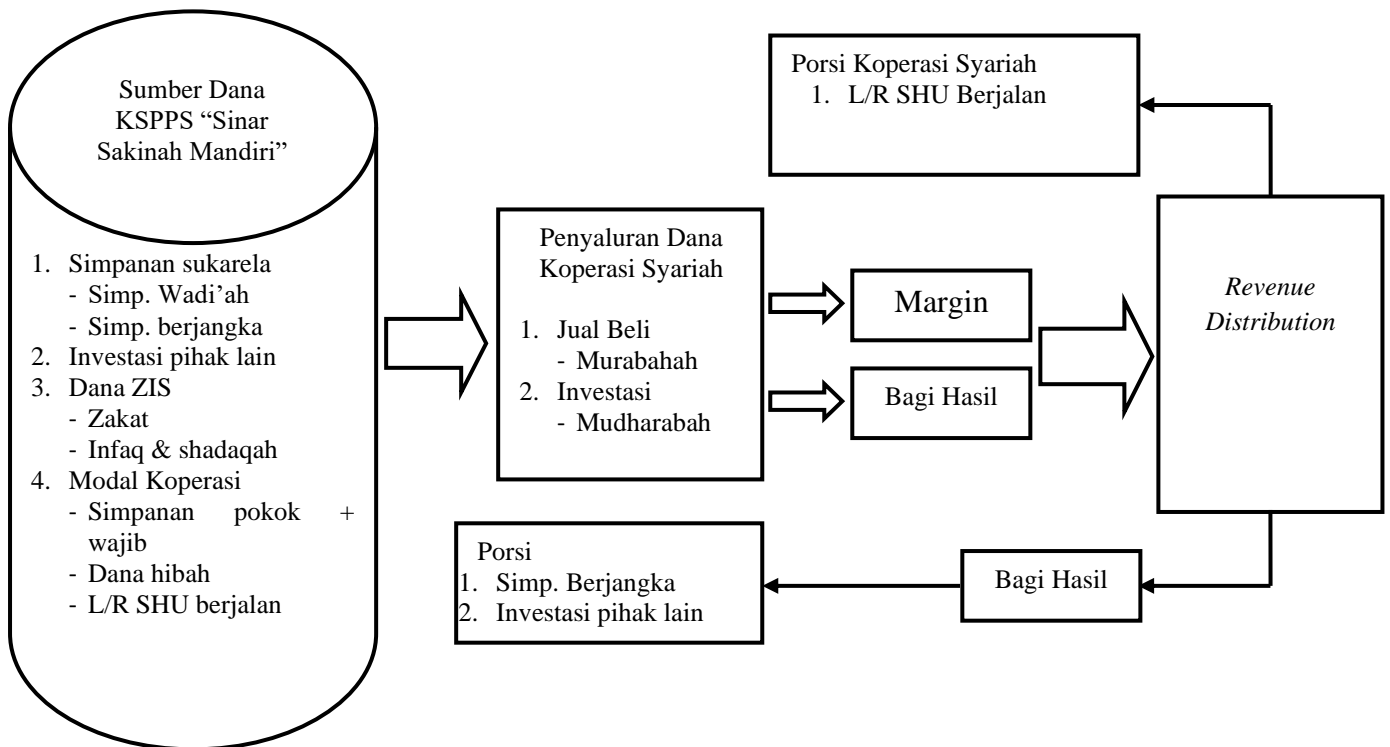 Sumber Dana
KSPPS “Sinar
Sakinah Mandiri”
1. Simpanan sukarela
- Simp. Wadi’ah
- Simp. berjangka
2. Investasi pihak lain
3. Dana ZIS
- Zakat
- Infaq & shadaqah
4. Modal Koperasi
- Simpanan pokok +
wajib
- Dana hibah
- L/R SHU berjalan
Penyaluran Dana
Koperasi Syariah
1. Jual Beli
- Murabahah
2. Investasi
- Mudharabah
Margin
Bagi Hasil
Revenue
Distribution
Porsi Koperasi Syariah
1. L/R SHU Berjalan
Bagi Hasil
Porsi
1. Simp. Berjangka
2. Investasi pihak lain